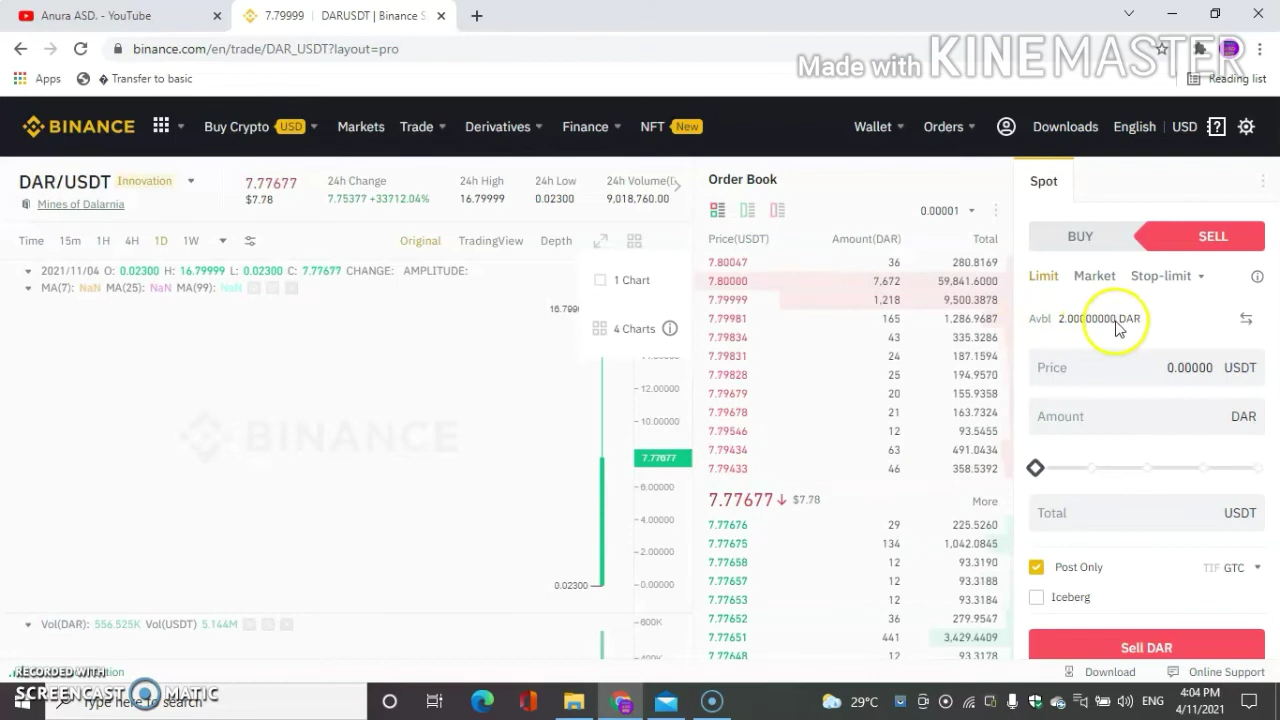 Anura ASD. - YouTube
7.79999 | DARUSDT | Binance S
binance.com/en/trade/DAR_USDT?layout=pro
Made with KINEMASTER
Apps
Transfer to basic
Reading list
BINANCE
Buy Crypto USD
Markets
Trade
Derivatives
Finance
NFT New
Wallet
Orders
Downloads
English
USD
DAR/USDT Innovation
Mines of Dalarnia
7.77677
$7.78
24h Change
7.75377 +33712.04%
24h High
16.79999
24h Low
0.02300
24h Volume(D
9,018,760.00
Time 15m 1H 4H 1D 1W
Original TradingView Depth
2021/11/04 O: 0.02300 H: 16.79999 L: 0.02300 C: 7.77677 CHANGE: AMPLITUDE:
MA(7): NaN MA(25): NaN MA(99): NaN
1 Chart
4 Charts
16.7999
12.00000
10.00000
7.77677
6.00000
4.00000
2.00000
0.02300
0.00000
BINANCE
Vol(DAR): 556.525K Vol(USDT) 5.144M
600K
400K
Order Book
0.00001
Price(USDT) Amount(DAR) Total
7.80047 36 280.8169
7.80000 7,672 59,841.6000
7.79999 1,218 9,500.3878
7.79981 165 1,286.9687
7.79834 43 335.3286
7.79831 24 187.1594
7.79828 25 194.9570
7.79679 20 155.9358
7.79678 21 163.7324
7.79546 12 93.5455
7.79434 63 491.0434
7.79433 46 358.5392
7.77677 $7.78 More
7.77676 29 225.5260
7.77675 134 1,042.0845
7.77658 12 93.3190
7.77657 12 93.3188
7.77653 12 93.3184
7.77652 36 279.9547
7.77651 441 3,429.4409
7.77648 12 93.3178
Spot
BUY
SELL
Limit Market Stop-limit
Avbl 2.00000000 DAR
Price 0.00000 USDT
Amount DAR
Total USDT
Post Only TIF GTC
Iceberg
Sell DAR
Download
Online Support
RECORDED WITH
SCREENCAST MATIC
Type here to search
29°C
ENG
4:04 PM
4/11/2021